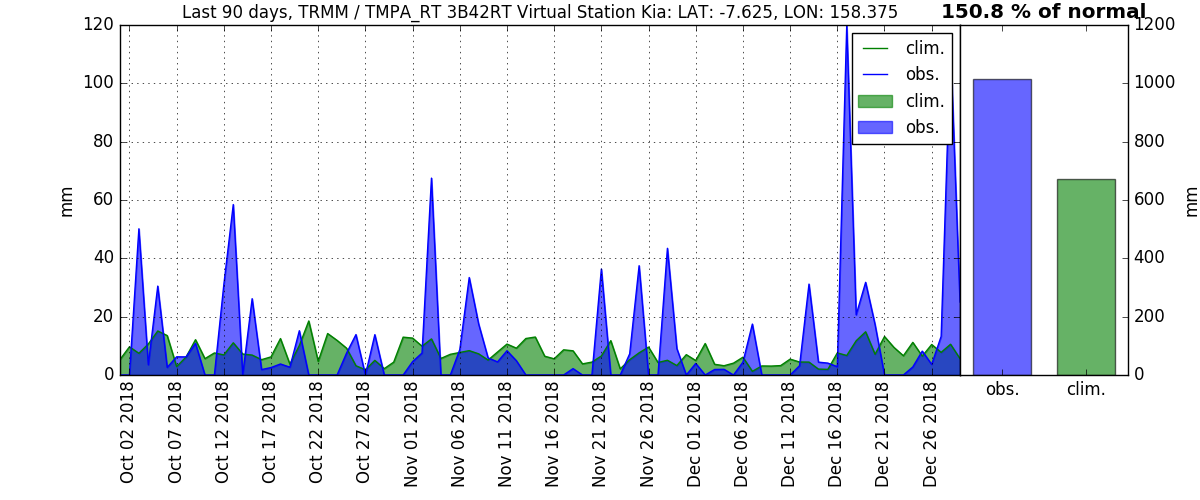 Last 90 days, TRMM / TMPA_RT 3B42RT Virtual Station Kia: LAT: -7.625, LON: 158.375
150.8 % of normal
120
100
80
60
40
20
0
mm
clim.
obs.
clim.
obs.
1200
1000
800
600
400
200
0
mm
obs.
clim.
Oct 02 2018
Oct 07 2018
Oct 12 2018
Oct 17 2018
Oct 22 2018
Oct 27 2018
Nov 01 2018
Nov 06 2018
Nov 11 2018
Nov 16 2018
Nov 21 2018
Nov 26 2018
Dec 01 2018
Dec 06 2018
Dec 11 2018
Dec 16 2018
Dec 21 2018
Dec 26 2018